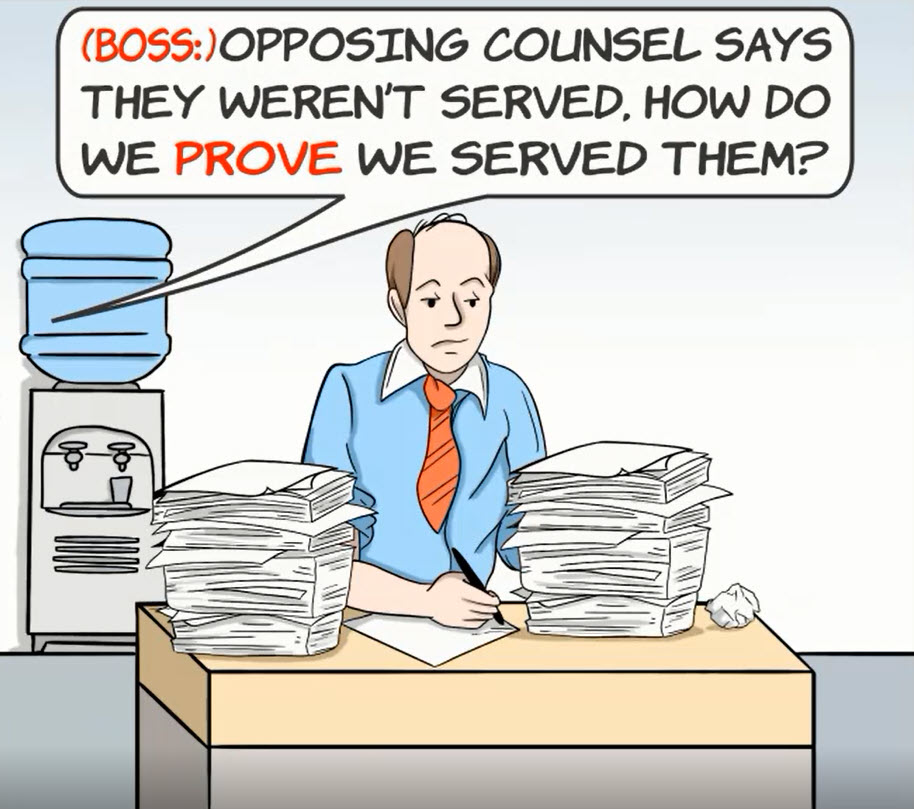 (BOSS:)OPPOSING COUNSEL SAYS
THEY WEREN'T SERVED. HOW DO
WE PROVE WE SERVED THEM?